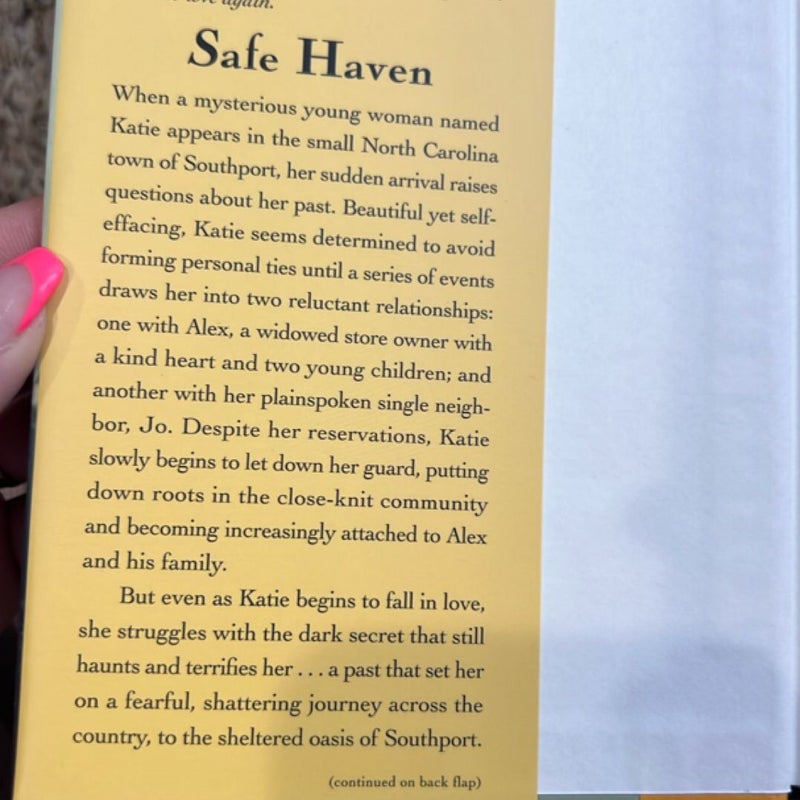 love again.
Safe Haven
When a mysterious young woman named
Katie appears in the small North Carolina
town of Southport, her sudden arrival raises
questions about her past. Beautiful yet self-
effacing, Katie seems determined to avoid
forming personal ties until a series of events
draws her into two reluctant relationships:
one with Alex, a widowed store owner with
a kind heart and two young children; and
another with her plainspoken single neigh-
bor, Jo. Despite her reservations, Katie
slowly begins to let down her guard, putting
down roots in the close-knit community
and becoming increasingly attached to Alex
and his family.
But even as Katie begins to fall in love,
she struggles with the dark secret that still
haunts and terrifies her . . . a past that set her
on a fearful, shattering journey across the
country, to the sheltered oasis of Southport.
(continued on back flap)